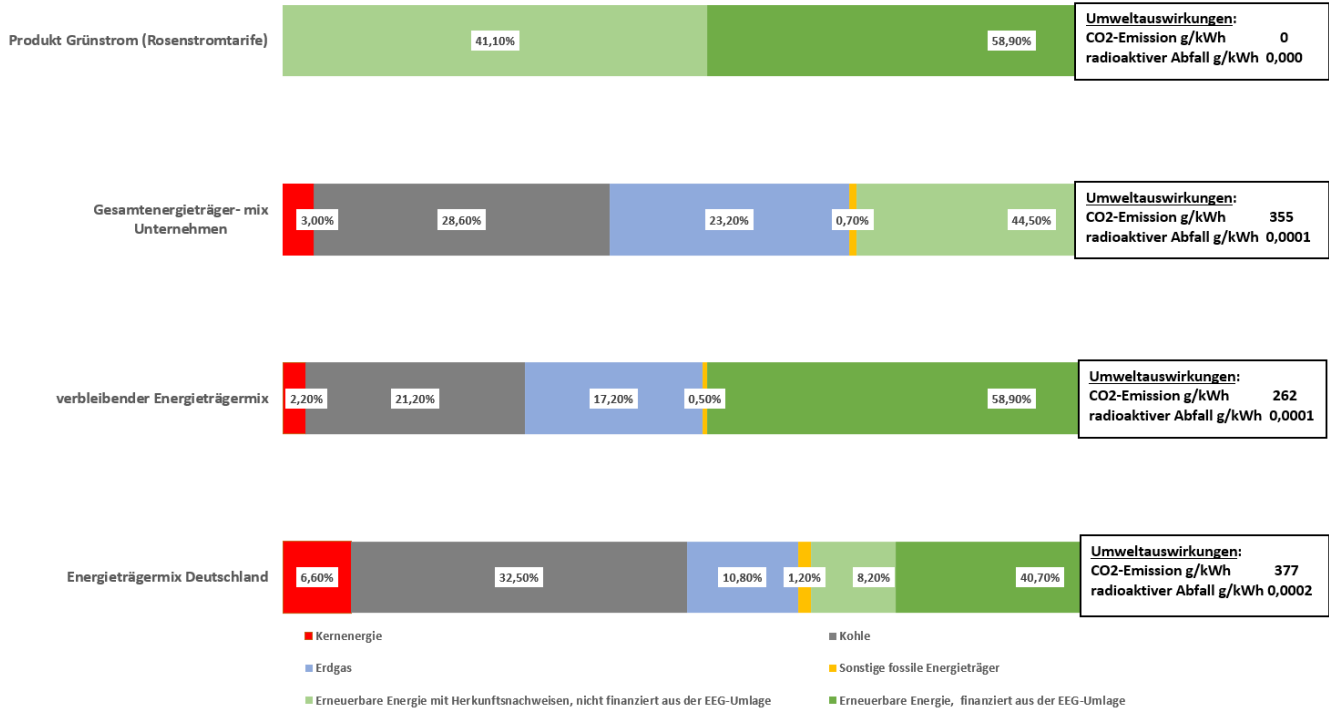 Produkt Grünstrom (Rosenstromtarife)
41,10%
58,90%
Umweltauswirkungen:
CO2-Emission g/kWh 0
radioaktiver Abfall g/kWh 0,000
Gesamtenergieträger- mix
Unternehmen
3,00%
28,60%
23,20%
0,70%
44,50%
Umweltauswirkungen:
CO2-Emission g/kWh 355
radioaktiver Abfall g/kWh 0,0001
verbleibender Energieträgermix
2,20%
21,20%
17,20%
0,50%
58,90%
Umweltauswirkungen:
CO2-Emission g/kWh 262
radioaktiver Abfall g/kWh 0,0001
Energieträgermix Deutschland
6,60%
32,50%
10,80%
1,20%
8,20%
40,70%
Umweltauswirkungen:
CO2-Emission g/kWh 377
radioaktiver Abfall g/kWh 0,0002
Kernenergie
Kohle
Erdgas
Sonstige fossile Energieträger
Erneuerbare Energie mit Herkunftsnachweisen, nicht finanziert aus der EEG-Umlage
Erneuerbare Energie, finanziert aus der EEG-Umlage